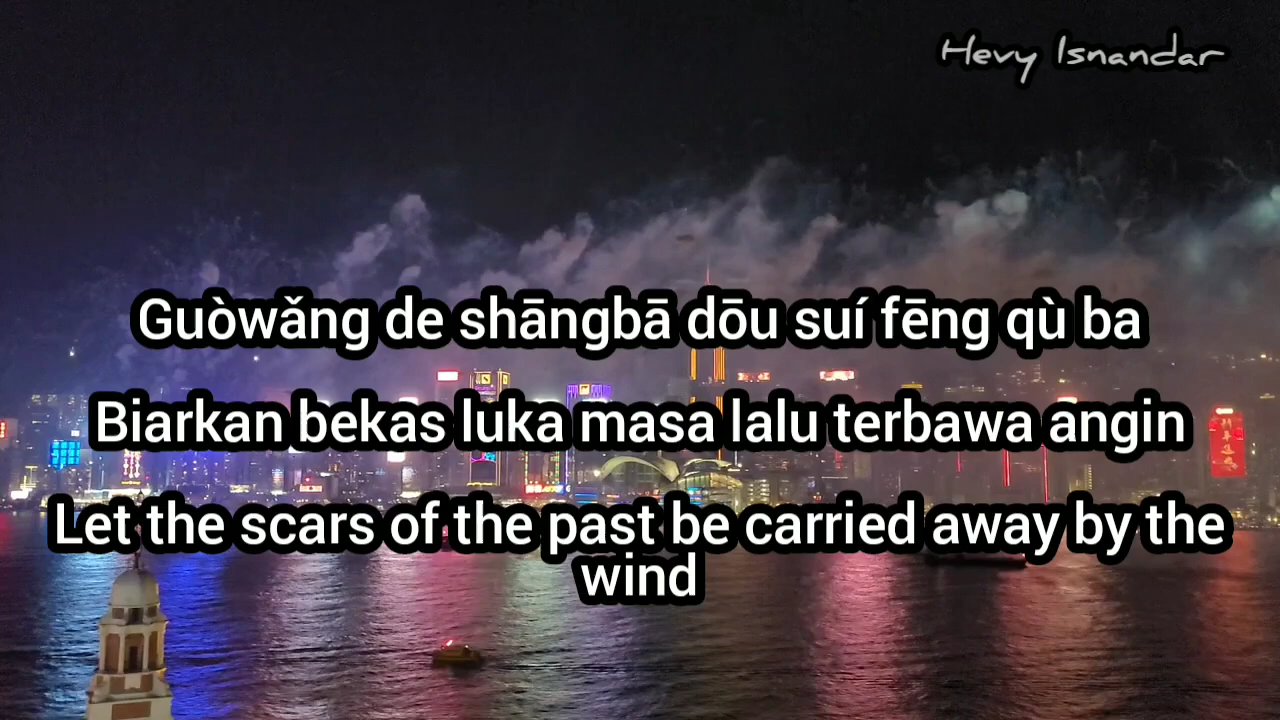 Hevy Isnandar
Guòwǎng de shāngbā dōu suí fēng qù ba
Biarkan bekas luka masa lalu terbawa angin
Let the scars of the past be carried away by the
wind